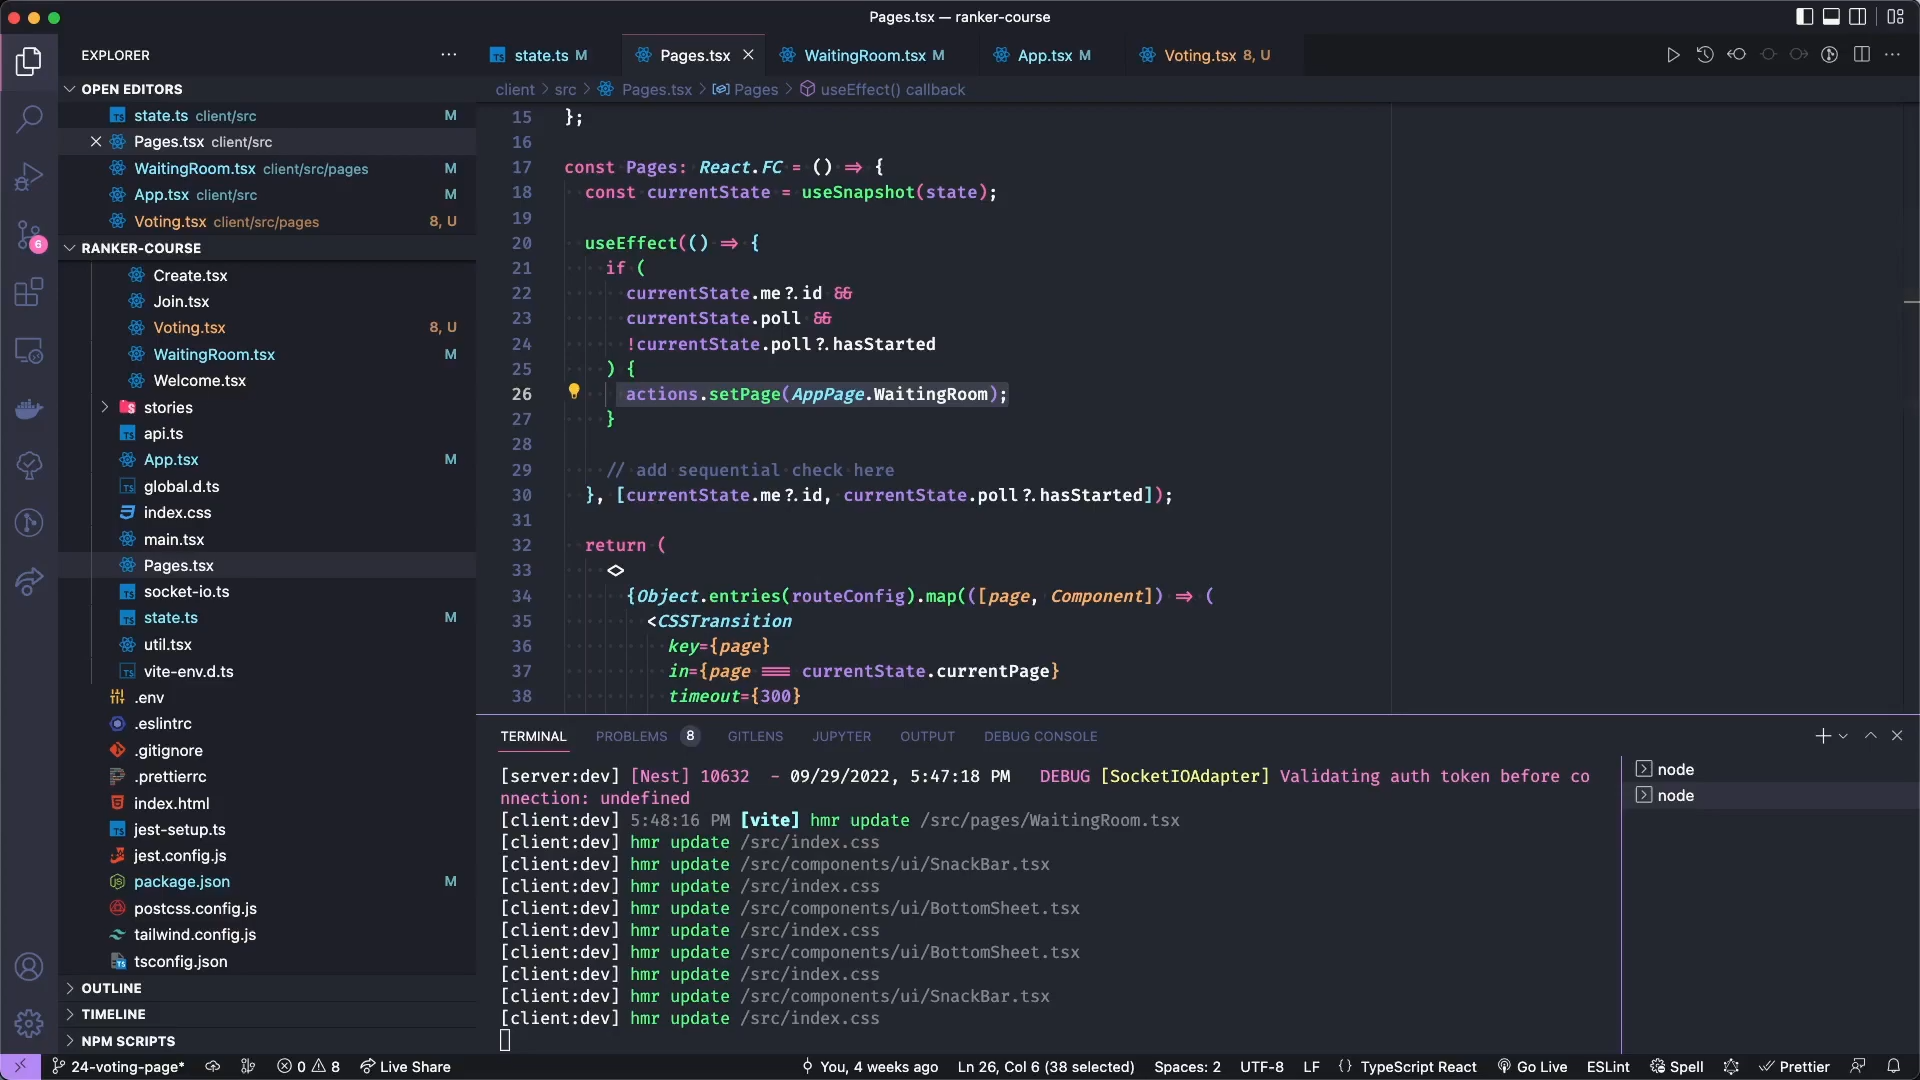 Pages.tsx — ranker-course
EXPLORER
OPEN EDITORS
state.ts client/src M
Pages.tsx client/src
WaitingRoom.tsx client/src/pages M
App.tsx client/src M
Voting.tsx client/src/pages 8, U
RANKER-COURSE
Create.tsx
Join.tsx
Voting.tsx 8, U
WaitingRoom.tsx M
Welcome.tsx
stories
api.ts
App.tsx M
global.d.ts
index.css
main.tsx
Pages.tsx
socket-io.ts
state.ts M
util.tsx
vite-env.d.ts
.env
.eslintrc
.gitignore
.prettierrc
index.html
jest-setup.ts
jest.config.js
package.json M
postcss.config.js
tailwind.config.js
tsconfig.json
OUTLINE
TIMELINE
NPM SCRIPTS
6
state.ts M Pages.tsx WaitingRoom.tsx M App.tsx M Voting.tsx 8, U
client > src > Pages.tsx > Pages > useEffect() callback
15 };
16
17 const Pages: React.FC = () => {
18 const currentState = useSnapshot(state);
19
20 useEffect(() => {
21 if (
22 currentState.me?.id &&
23 currentState.poll &&
24 !currentState.poll?.hasStarted
25 ) {
26 actions.setPage(AppPage.WaitingRoom);
27 }
28
29 // add sequential check here
30 }, [currentState.me?.id, currentState.poll?.hasStarted]);
31
32 return (
33 <>
34 {Object.entries(routeConfig).map(([page, Component]) => (
35 <CSSTransition
36 key={page}
37 in={page === currentState.currentPage}
38 timeout={300}
TERMINAL PROBLEMS 8 GITLENS JUPYTER OUTPUT DEBUG CONSOLE
[server:dev] [Nest] 10632 - 09/29/2022, 5:47:18 PM DEBUG [SocketIOAdapter] Validating auth token before co
nnection: undefined
[client:dev] 5:48:16 PM [vite] hmr update /src/pages/WaitingRoom.tsx
[client:dev] hmr update /src/index.css
[client:dev] hmr update /src/components/ui/SnackBar.tsx
[client:dev] hmr update /src/index.css
[client:dev] hmr update /src/components/ui/BottomSheet.tsx
[client:dev] hmr update /src/index.css
[client:dev] hmr update /src/components/ui/BottomSheet.tsx
[client:dev] hmr update /src/index.css
[client:dev] hmr update /src/components/ui/SnackBar.tsx
[client:dev] hmr update /src/index.css
node
node
24-voting-page* 0 8 Live Share You, 4 weeks ago Ln 26, Col 6 (38 selected) Spaces: 2 UTF-8 LF {} TypeScript React Go Live ESLint Spell Prettier